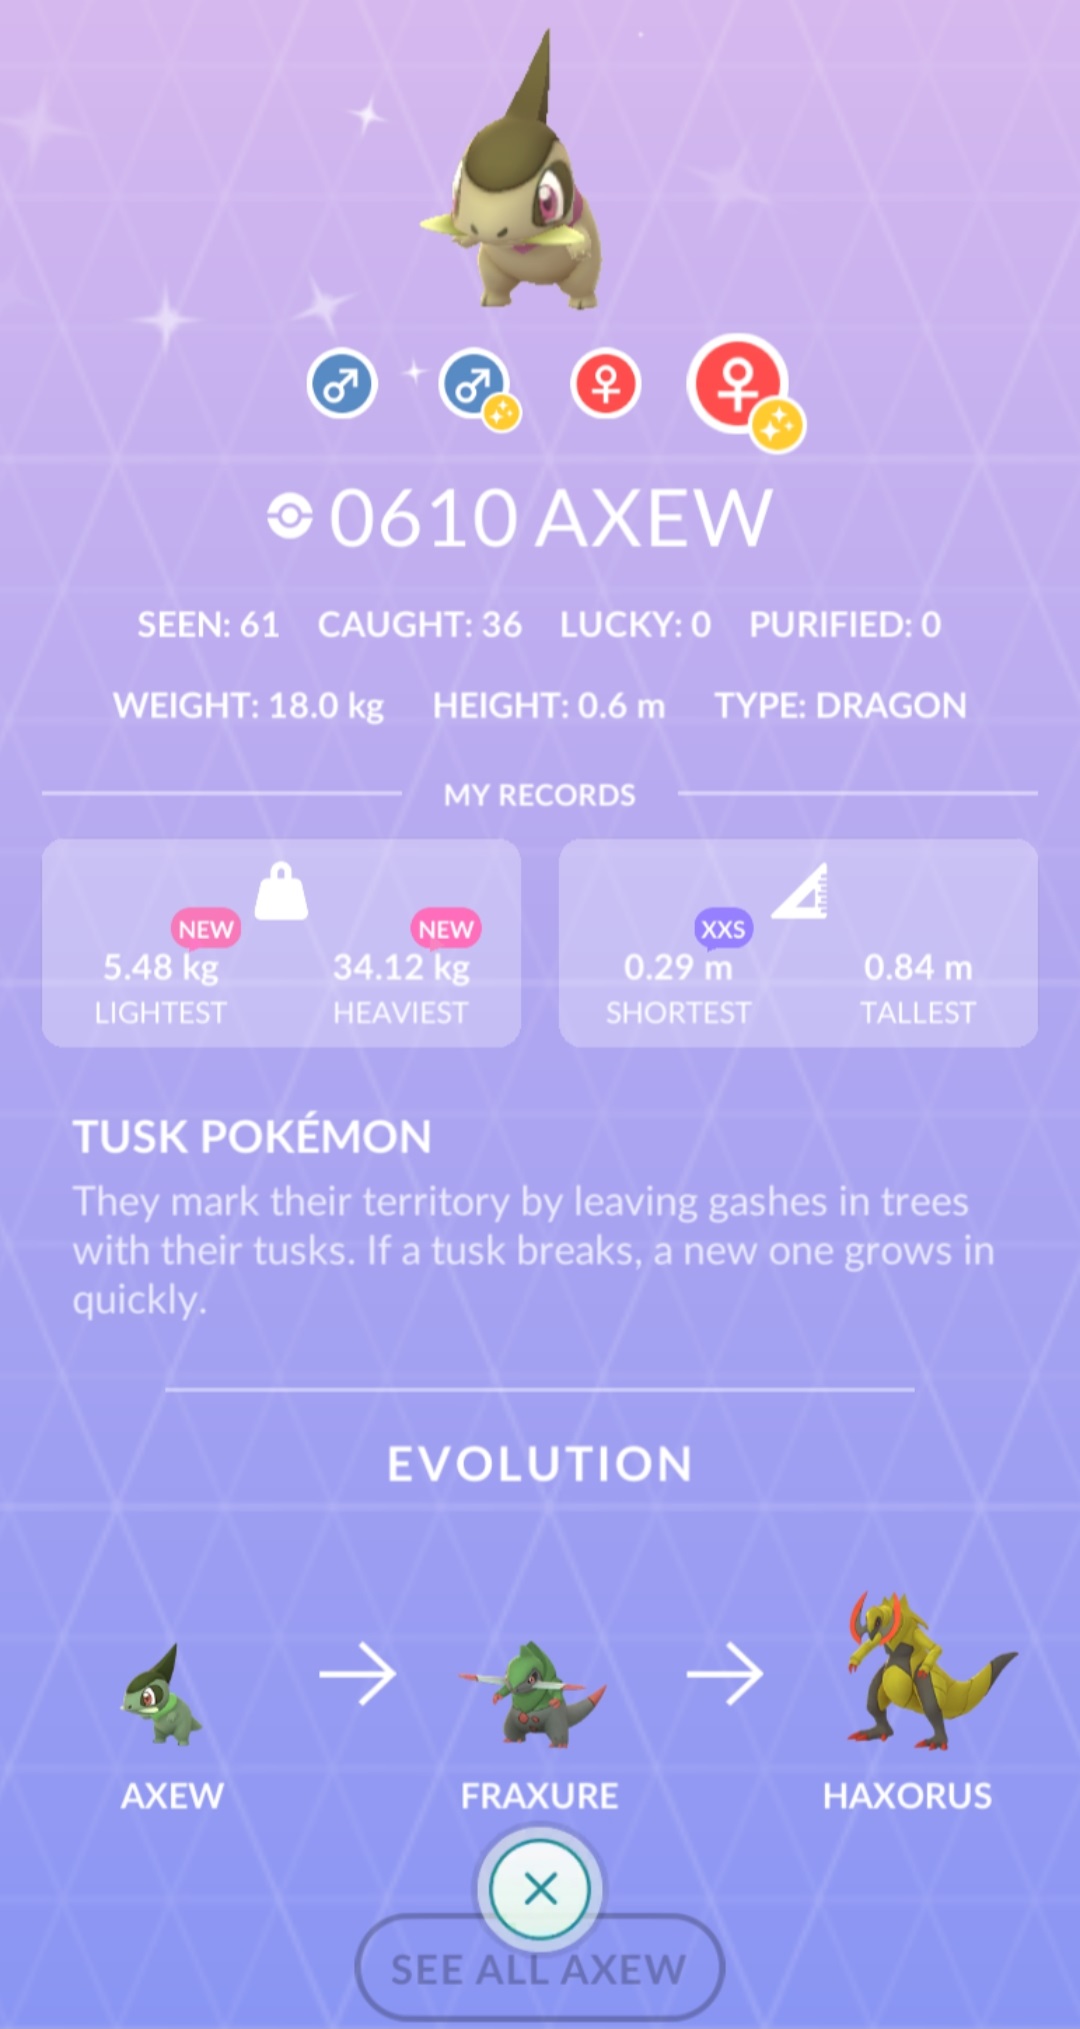 0610 AXEW
SEEN: 61 CAUGHT: 36 LUCKY: 0 PURIFIED: 0
WEIGHT: 18.0 kg HEIGHT: 0.6 m TYPE: DRAGON
MY RECORDS
NEW NEW XXS
5.48 kg 34.12 kg 0.29 m 0.84 m
LIGHTEST HEAVIEST SHORTEST TALLEST
TUSK POKÉMON
They mark their territory by leaving gashes in trees
with their tusks. If a tusk breaks, a new one grows in
quickly.
EVOLUTION
AXEW FRAXURE HAXORUS
SEE ALL AXEW